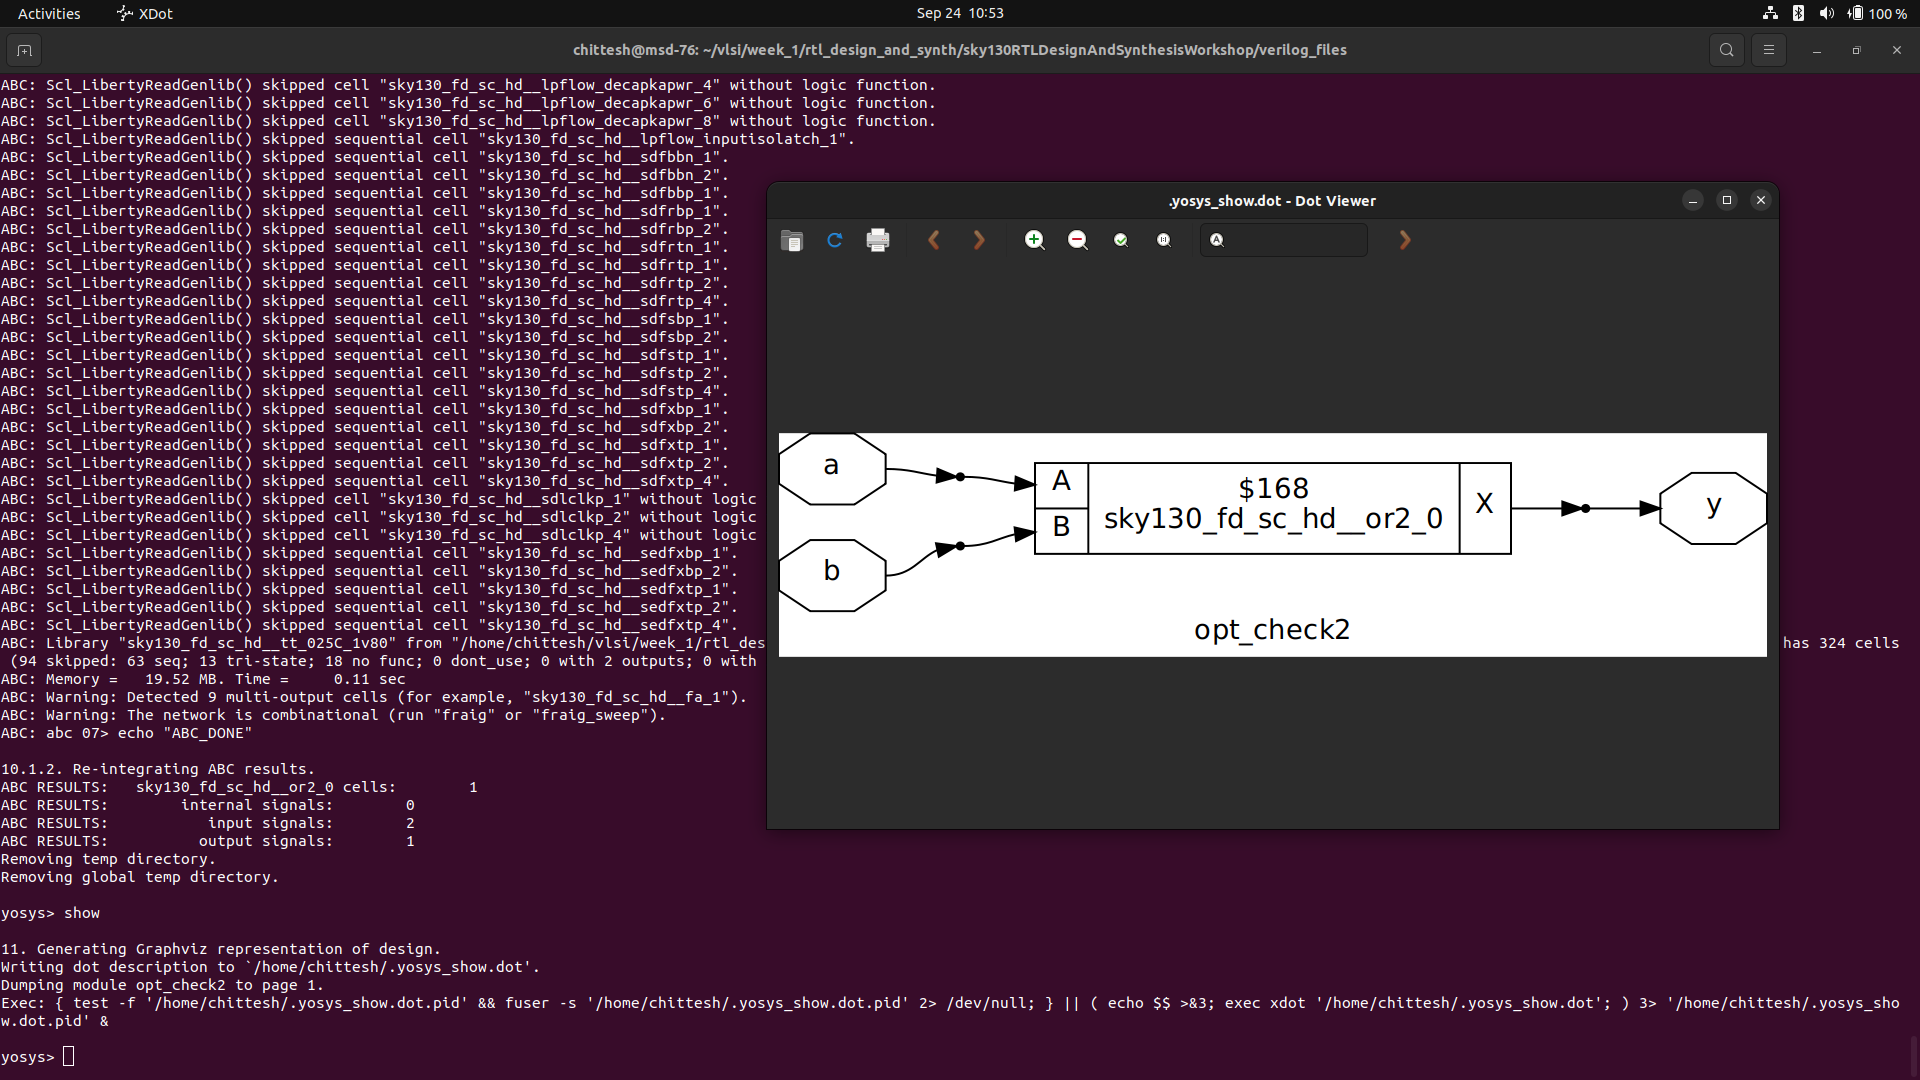 Activities
XDot
Sep 24 10:53
100 %
chittesh@msd-76: ~/vlsi/week_1/rtl_design_and_synth/sky130RTLDesignAndSynthesisWorkshop/verilog_files
ABC: Scl_LibertyReadGenlib() skipped cell "sky130_fd_sc_hd__lpflow_decapkapwr_4" without logic function.
ABC: Scl_LibertyReadGenlib() skipped cell "sky130_fd_sc_hd__lpflow_decapkapwr_6" without logic function.
ABC: Scl_LibertyReadGenlib() skipped cell "sky130_fd_sc_hd__lpflow_decapkapwr_8" without logic function.
ABC: Scl_LibertyReadGenlib() skipped sequential cell "sky130_fd_sc_hd__lpflow_inputisolatch_1".
ABC: Scl_LibertyReadGenlib() skipped sequential cell "sky130_fd_sc_hd__sdfbbn_1".
ABC: Scl_LibertyReadGenlib() skipped sequential cell "sky130_fd_sc_hd__sdfbbn_2".
ABC: Scl_LibertyReadGenlib() skipped sequential cell "sky130_fd_sc_hd__sdfbbp_1".
ABC: Scl_LibertyReadGenlib() skipped sequential cell "sky130_fd_sc_hd__sdfrbp_1".
ABC: Scl_LibertyReadGenlib() skipped sequential cell "sky130_fd_sc_hd__sdfrbp_2".
ABC: Scl_LibertyReadGenlib() skipped sequential cell "sky130_fd_sc_hd__sdfrtn_1".
ABC: Scl_LibertyReadGenlib() skipped sequential cell "sky130_fd_sc_hd__sdfrtp_1".
ABC: Scl_LibertyReadGenlib() skipped sequential cell "sky130_fd_sc_hd__sdfrtp_2".
ABC: Scl_LibertyReadGenlib() skipped sequential cell "sky130_fd_sc_hd__sdfrtp_4".
ABC: Scl_LibertyReadGenlib() skipped sequential cell "sky130_fd_sc_hd__sdfsbp_1".
ABC: Scl_LibertyReadGenlib() skipped sequential cell "sky130_fd_sc_hd__sdfsbp_2".
ABC: Scl_LibertyReadGenlib() skipped sequential cell "sky130_fd_sc_hd__sdfstp_1".
ABC: Scl_LibertyReadGenlib() skipped sequential cell "sky130_fd_sc_hd__sdfstp_2".
ABC: Scl_LibertyReadGenlib() skipped sequential cell "sky130_fd_sc_hd__sdfstp_4".
ABC: Scl_LibertyReadGenlib() skipped sequential cell "sky130_fd_sc_hd__sdfxbp_1".
ABC: Scl_LibertyReadGenlib() skipped sequential cell "sky130_fd_sc_hd__sdfxbp_2".
ABC: Scl_LibertyReadGenlib() skipped sequential cell "sky130_fd_sc_hd__sdfxtp_1".
ABC: Scl_LibertyReadGenlib() skipped sequential cell "sky130_fd_sc_hd__sdfxtp_2".
ABC: Scl_LibertyReadGenlib() skipped sequential cell "sky130_fd_sc_hd__sdfxtp_4".
ABC: Scl_LibertyReadGenlib() skipped cell "sky130_fd_sc_hd__sdlclkp_1" without logic
ABC: Scl_LibertyReadGenlib() skipped cell "sky130_fd_sc_hd__sdlclkp_2" without logic
ABC: Scl_LibertyReadGenlib() skipped cell "sky130_fd_sc_hd__sdlclkp_4" without logic
ABC: Scl_LibertyReadGenlib() skipped sequential cell "sky130_fd_sc_hd__sedfxbp_1".
ABC: Scl_LibertyReadGenlib() skipped sequential cell "sky130_fd_sc_hd__sedfxbp_2".
ABC: Scl_LibertyReadGenlib() skipped sequential cell "sky130_fd_sc_hd__sedfxtp_1".
ABC: Scl_LibertyReadGenlib() skipped sequential cell "sky130_fd_sc_hd__sedfxtp_2".
ABC: Scl_LibertyReadGenlib() skipped sequential cell "sky130_fd_sc_hd__sedfxtp_4".
ABC: Library "sky130_fd_sc_hd__tt_025C_1v80" from "/home/chittesh/vlsi/week_1/rtl_des has 324 cells
(94 skipped: 63 seq; 13 tri-state; 18 no func; 0 dont_use; 0 with 2 outputs; 0 with
ABC: Memory = 19.52 MB. Time = 0.11 sec
ABC: Warning: Detected 9 multi-output cells (for example, "sky130_fd_sc_hd__fa_1").
ABC: Warning: The network is combinational (run "fraig" or "fraig_sweep").
ABC: abc 07> echo "ABC_DONE"
10.1.2. Re-integrating ABC results.
ABC RESULTS: sky130_fd_sc_hd__or2_0 cells: 1
ABC RESULTS: internal signals: 0
ABC RESULTS: input signals: 2
ABC RESULTS: output signals: 1
Removing temp directory.
Removing global temp directory.
yosys> show
11. Generating Graphviz representation of design.
Writing dot description to `/home/chittesh/.yosys_show.dot'.
Dumping module opt_check2 to page 1.
Exec: { test -f '/home/chittesh/.yosys_show.dot.pid' && fuser -s '/home/chittesh/.yosys_show.dot.pid' 2> /dev/null; } || ( echo $$ >&3; exec xdot '/home/chittesh/.yosys_show.dot'; ) 3> '/home/chittesh/.yosys_sho
w.dot.pid' &
yosys>
.yosys_show.dot - Dot Viewer
a
b
A
B
$168
sky130_fd_sc_hd__or2_0
X
y
opt_check2